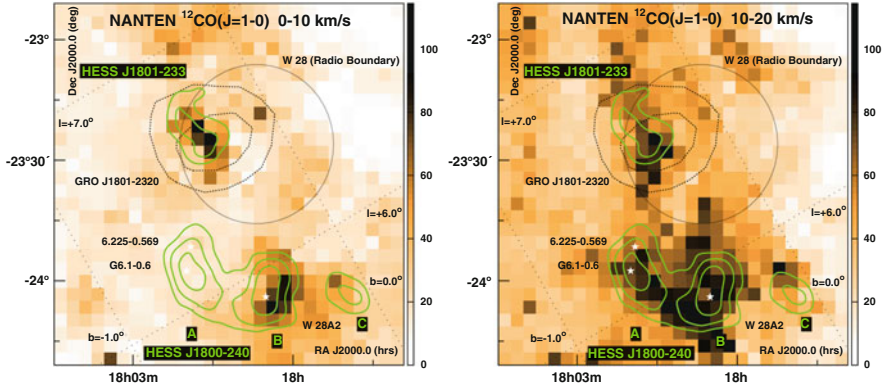 NANTEN ¹²CO(J=1-0) 0-10 km/s
-23°
Dec J2000.0 (deg)
W 28 (Radio Boundary)
HESS J1801-233
l=+7.0°
-23°30´
GRO J1801-2320
l=+6.0°
6.225-0.569
G6.1-0.6
-24°
b=0.0°
W 28A2
b=-1.0°
A
B
C
HESS J1800-240
RA J2000.0 (hrs)
18h03m
18h
100
80
60
40
20
0
NANTEN ¹²CO(J=1-0) 10-20 km/s
-23°
Dec J2000.0 (deg)
W 28 (Radio Boundary)
HESS J1801-233
l=+7.0°
-23°30´
GRO J1801-2320
l=+6.0°
6.225-0.569
G6.1-0.6
-24°
b=0.0°
W 28A2
b=-1.0°
A
B
C
HESS J1800-240
RA J2000.0 (hrs)
18h03m
18h
100
80
60
40
20
0